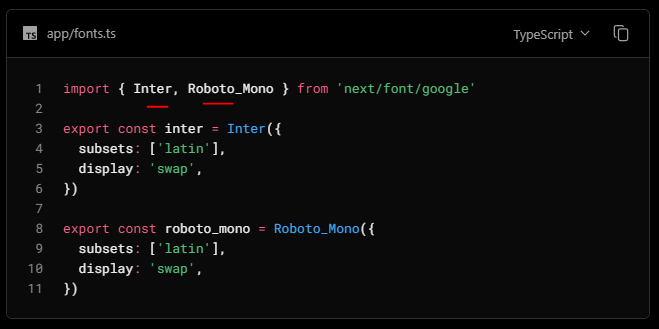 TS app/fonts.ts TypeScript
1 import { Inter, Roboto_Mono } from 'next/font/google'
2
3 export const inter = Inter({
4   subsets: ['latin'],
5   display: 'swap',
6 })
7
8 export const roboto_mono = Roboto_Mono({
9   subsets: ['latin'],
10   display: 'swap',
11 })